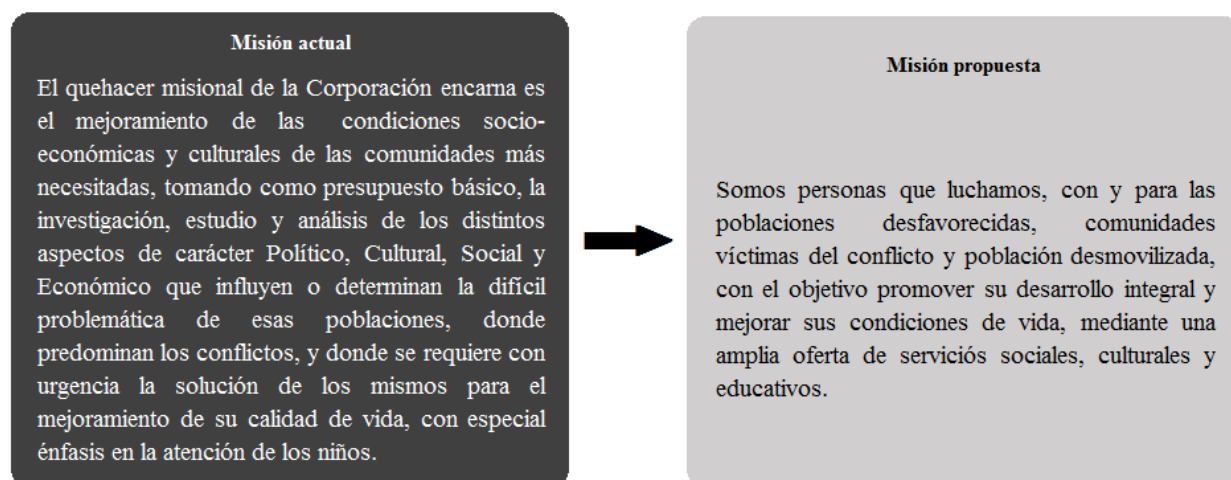 Misión actual
El quehacer misional de la Corporación encarna es
el mejoramiento de las condiciones socio-
económicas y culturales de las comunidades más
necesitadas, tomando como presupuesto básico, la
investigación, estudio y análisis de los distintos
aspectos de carácter Político, Cultural, Social y
Económico que influyen o determinan la difícil
problemática de esas poblaciones, donde
predominan los conflictos, y donde se requiere con
urgencia la solución de los mismos para el
mejoramiento de su calidad de vida, con especial
énfasis en la atención de los niños.
Misión propuesta
Somos personas que luchamos, con y para las
poblaciones desfavorecidas, comunidades
víctimas del conflicto y población desmovilizada,
con el objetivo promover su desarrollo integral y
mejorar sus condiciones de vida, mediante una
amplia oferta de serviciós sociales, culturales y
educativos.